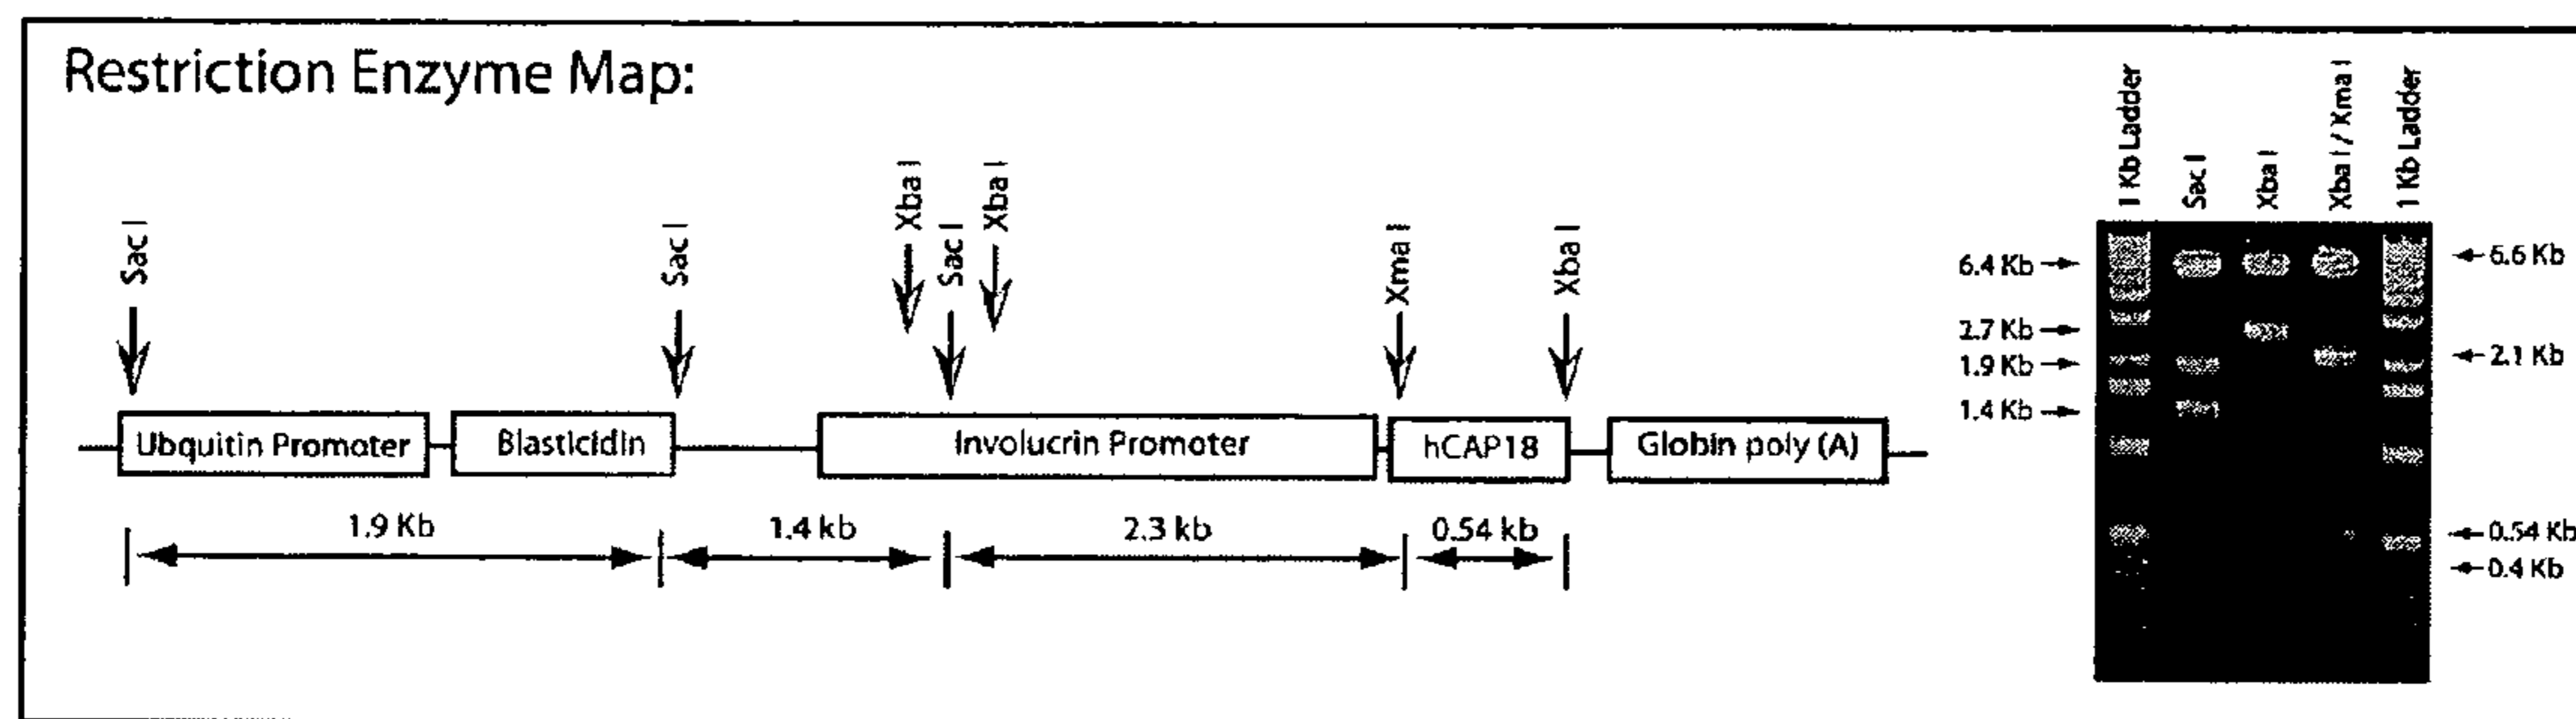 Restriction Enzyme Map:
Sac I
Sac I
Xba I
Sac I
Xba I
Xma I
Xba I
Ubquitin Promoter
Blasticidin
Involucrin Promoter
hCAP18
Globin poly (A)
1.9 Kb
1.4 kb
2.3 kb
0.54 kb
1 Kb Ladder
Sac I
Xba I
Xba I / Xma I
1 Kb Ladder
6.4 Kb
2.7 Kb
1.9 Kb
1.4 Kb
6.6 Kb
2.1 Kb
0.54 Kb
0.4 Kb